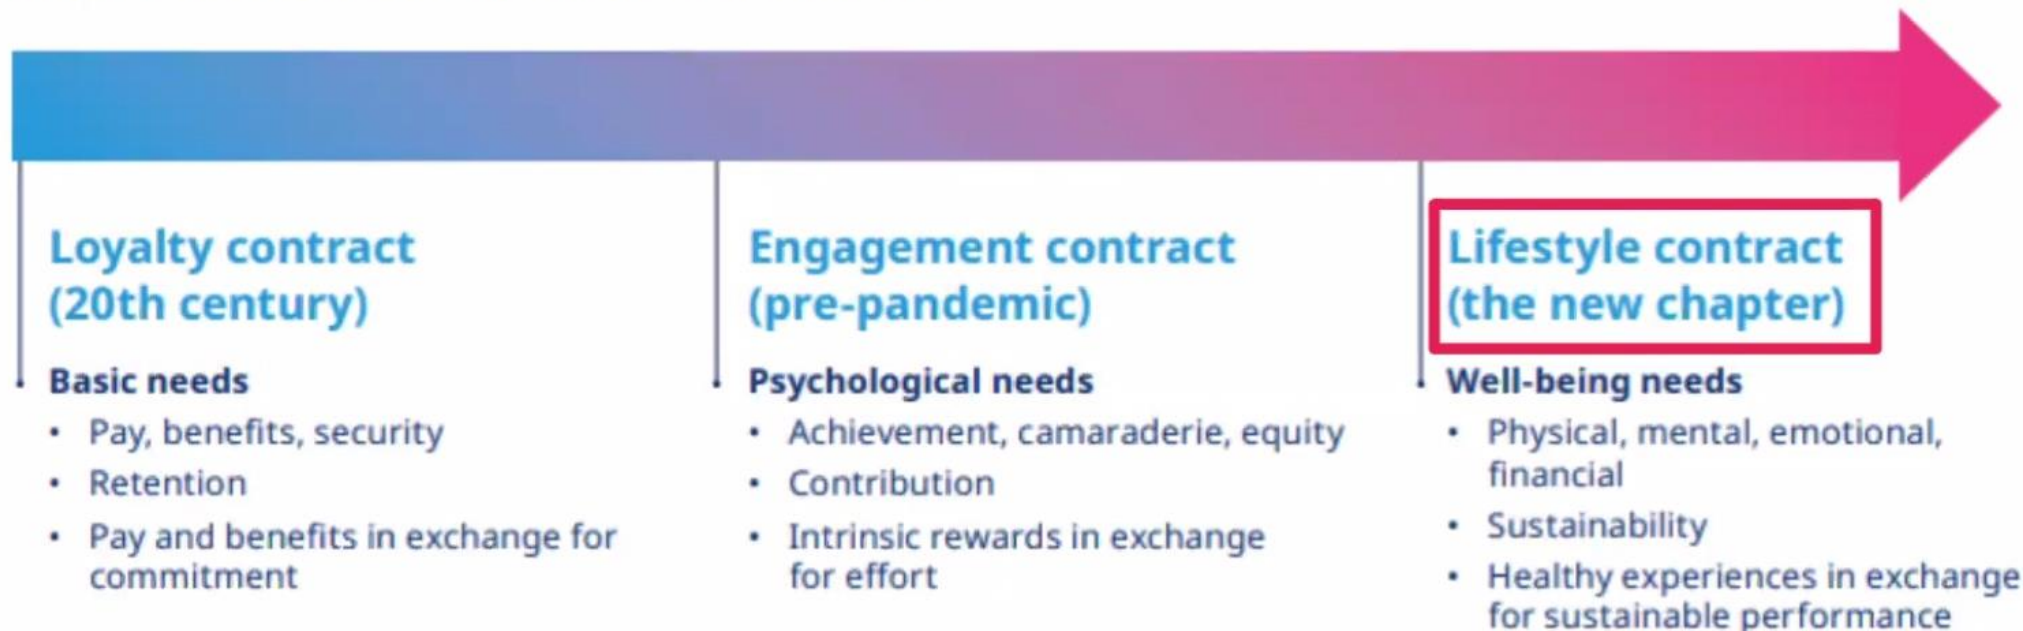 Loyalty contract
(20th century)
Basic needs
• Pay, benefits, security
• Retention
• Pay and benefits in exchange for
commitment
Engagement contract
(pre-pandemic)
Psychological needs
• Achievement, camaraderie, equity
• Contribution
• Intrinsic rewards in exchange
for effort
Lifestyle contract
(the new chapter)
Well-being needs
• Physical, mental, emotional,
financial
• Sustainability
• Healthy experiences in exchange
for sustainable performance